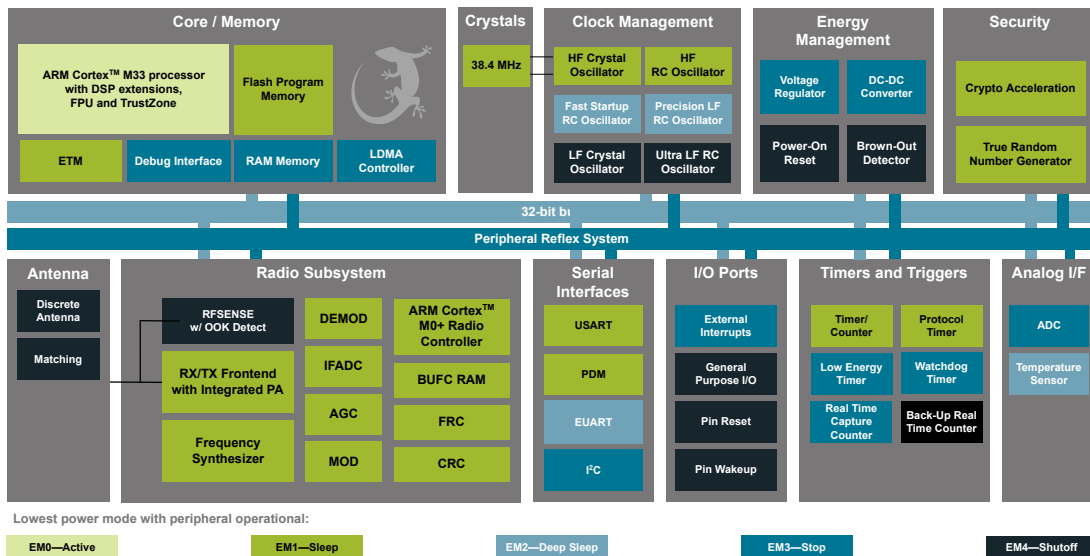 Core / Memory
ARM Cortex™ M33 processor
with DSP extensions,
FPU and TrustZone
Flash Program
Memory
ETM
Debug Interface
RAM Memory
LDMA
Controller
Crystals
38.4 MHz
Clock Management
HF Crystal
Oscillator
HF
RC Oscillator
Fast Startup
RC Oscillator
Precision LF
RC Oscillator
LF Crystal
Oscillator
Ultra LF RC
Oscillator
Energy
Management
Voltage
Regulator
DC-DC
Converter
Power-On
Reset
Brown-Out
Detector
Security
Crypto Acceleration
True Random
Number Generator
32-bit bu
Peripheral Reflex System
Antenna
Discrete
Antenna
Matching
Radio Subsystem
RFSENSE
w/ OOK Detect
RX/TX Frontend
with Integrated PA
Frequency
Synthesizer
DEMOD
IFADC
AGC
MOD
ARM Cortex™
M0+ Radio
Controller
BUFC RAM
FRC
CRC
Serial
Interfaces
USART
PDM
EUART
I²C
I/O Ports
External
Interrupts
General
Purpose I/O
Pin Reset
Pin Wakeup
Timers and Triggers
Timer/
Counter
Protocol
Timer
Low Energy
Timer
Watchdog
Timer
Real Time
Capture
Counter
Back-Up Real
Time Counter
Analog I/F
ADC
Temperature
Sensor
Lowest power mode with peripheral operational:
EM0—Active
EM1—Sleep
EM2—Deep Sleep
EM3—Stop
EM4—Shutoff